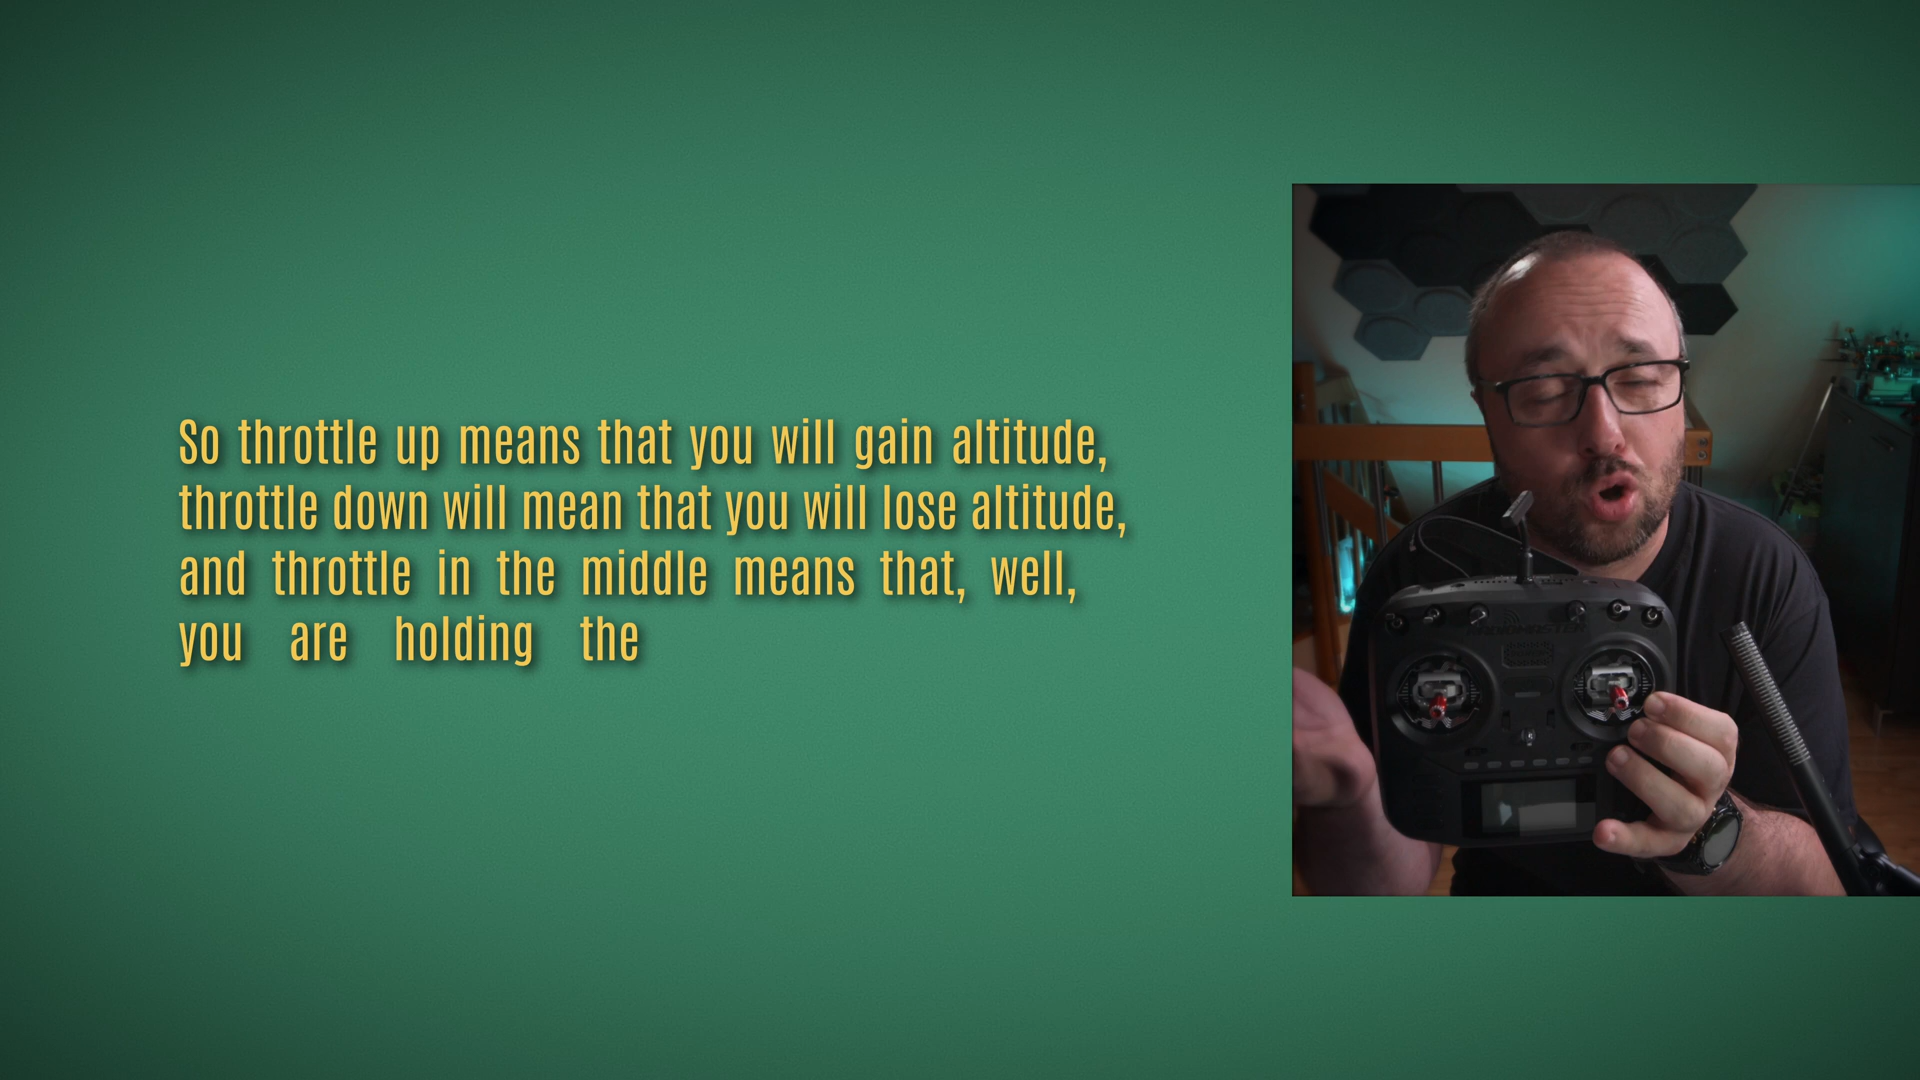 So throttle up means that you will gain altitude,
throttle down will mean that you will lose altitude,
and throttle in the middle means that, well,
you are holding the
RADIOMASTER